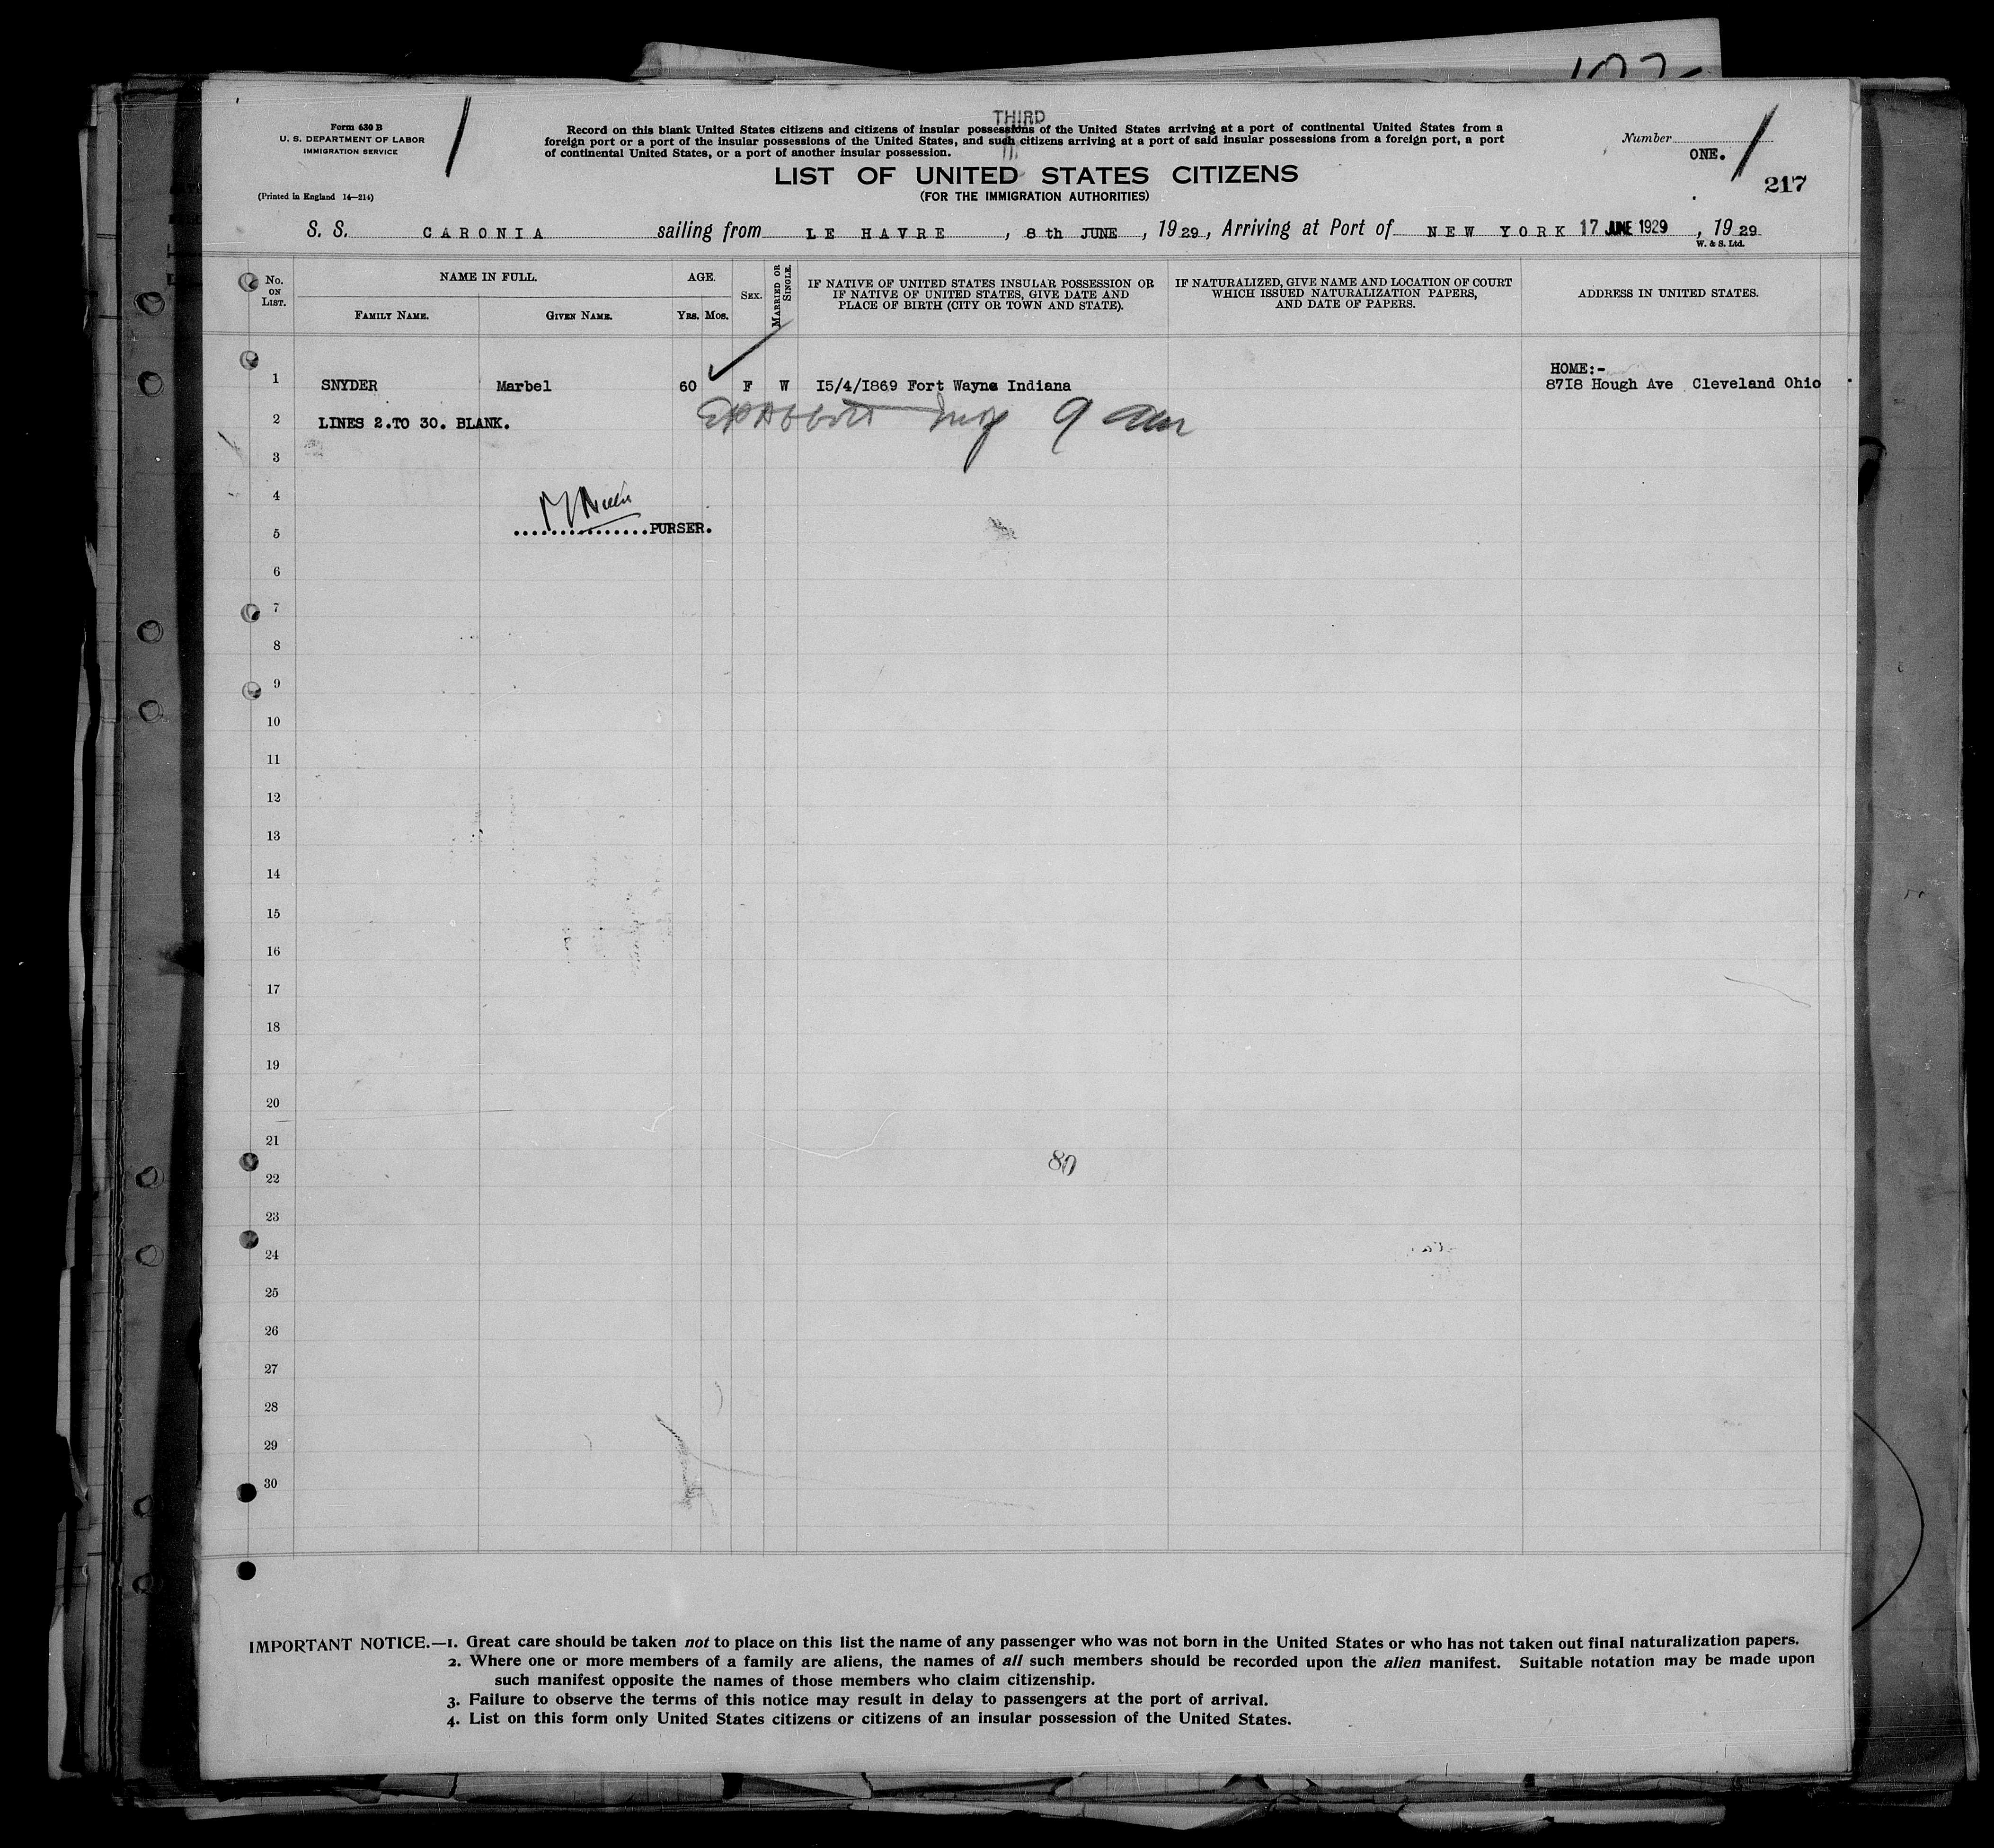 Form 630 B
U. S. DEPARTMENT OF LABOR
IMMIGRATION SERVICE
(Printed in England 14—214)
THIRD
Record on this blank United States citizens and citizens of insular possessions of the United States arriving at a port of continental United States from a
foreign port or a port of the insular possessions of the United States, and such citizens arriving at a port of said insular possessions from a foreign port, a port
of continental United States, or a port of another insular possession.
Number
ONE.
217
LIST OF UNITED STATES CITIZENS
(FOR THE IMMIGRATION AUTHORITIES)
S. S. CARONIA sailing from LE HAVRE, 8 th JUNE, 1929, Arriving at Port of NEW YORK 17 JUNE 1929, 1929
W. & S. Ltd.
No. ON LIST.
NAME IN FULL.
FAMILY NAME.
GIVEN NAME.
AGE.
YRS. MOS.
SEX.
MARRIED OR SINGLE.
IF NATIVE OF UNITED STATES INSULAR POSSESSION OR
IF NATIVE OF UNITED STATES, GIVE DATE AND
PLACE OF BIRTH (CITY OR TOWN AND STATE).
IF NATURALIZED, GIVE NAME AND LOCATION OF COURT
WHICH ISSUED NATURALIZATION PAPERS,
AND DATE OF PAPERS.
ADDRESS IN UNITED STATES.
HOME:-
1 SNYDER Marbel 60 F W I5/4/I869 Fort Wayne Indiana 87I8 Hough Ave Cleveland Ohio
2 LINES 2.TO 30. BLANK.
9 am
3
4
5 ...............PURSER.
6
7
8
9
10
11
12
13
14
15
16
17
18
19
20
21
80
22
23
24
25
26
27
28
29
30
IMPORTANT NOTICE.—1. Great care should be taken not to place on this list the name of any passenger who was not born in the United States or who has not taken out final naturalization papers.
2. Where one or more members of a family are aliens, the names of all such members should be recorded upon the alien manifest. Suitable notation may be made upon
such manifest opposite the names of those members who claim citizenship.
3. Failure to observe the terms of this notice may result in delay to passengers at the port of arrival.
4. List on this form only United States citizens or citizens of an insular possession of the United States.